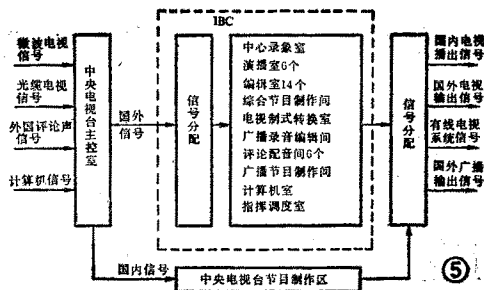 IBC
微波电视
信号
光缆电视
信号
外国评论声
信号
计算机信号
中央电视台主控室
国外
信号
信号分配
中心录象室
演播室6个
编辑室14个
综合节目制作间
电视制式转换室
广播录音编辑间
评论配音间6个
广播节目制作间
计算机室
指挥调度室
信号分配
国内电视
播出信号
国外电视
输出信号
有线电视
系统信号
国外广播
输出信号
国内信号
中央电视台节目制作区
⑤